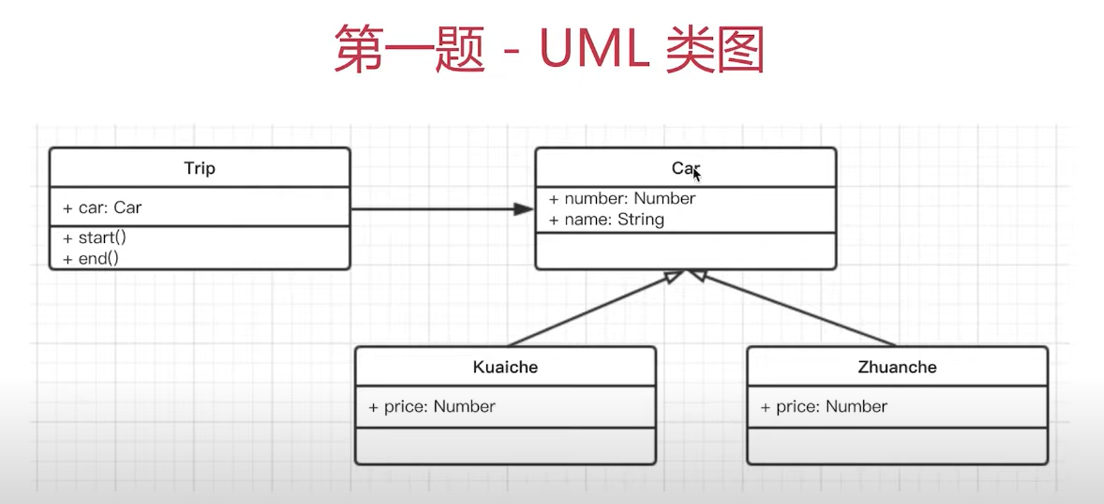 第一题 - UML 类图
Trip
+ car: Car
+ start()
+ end()
Car
+ number: Number
+ name: String
Kuaiche
+ price: Number
Zhuanche
+ price: Number